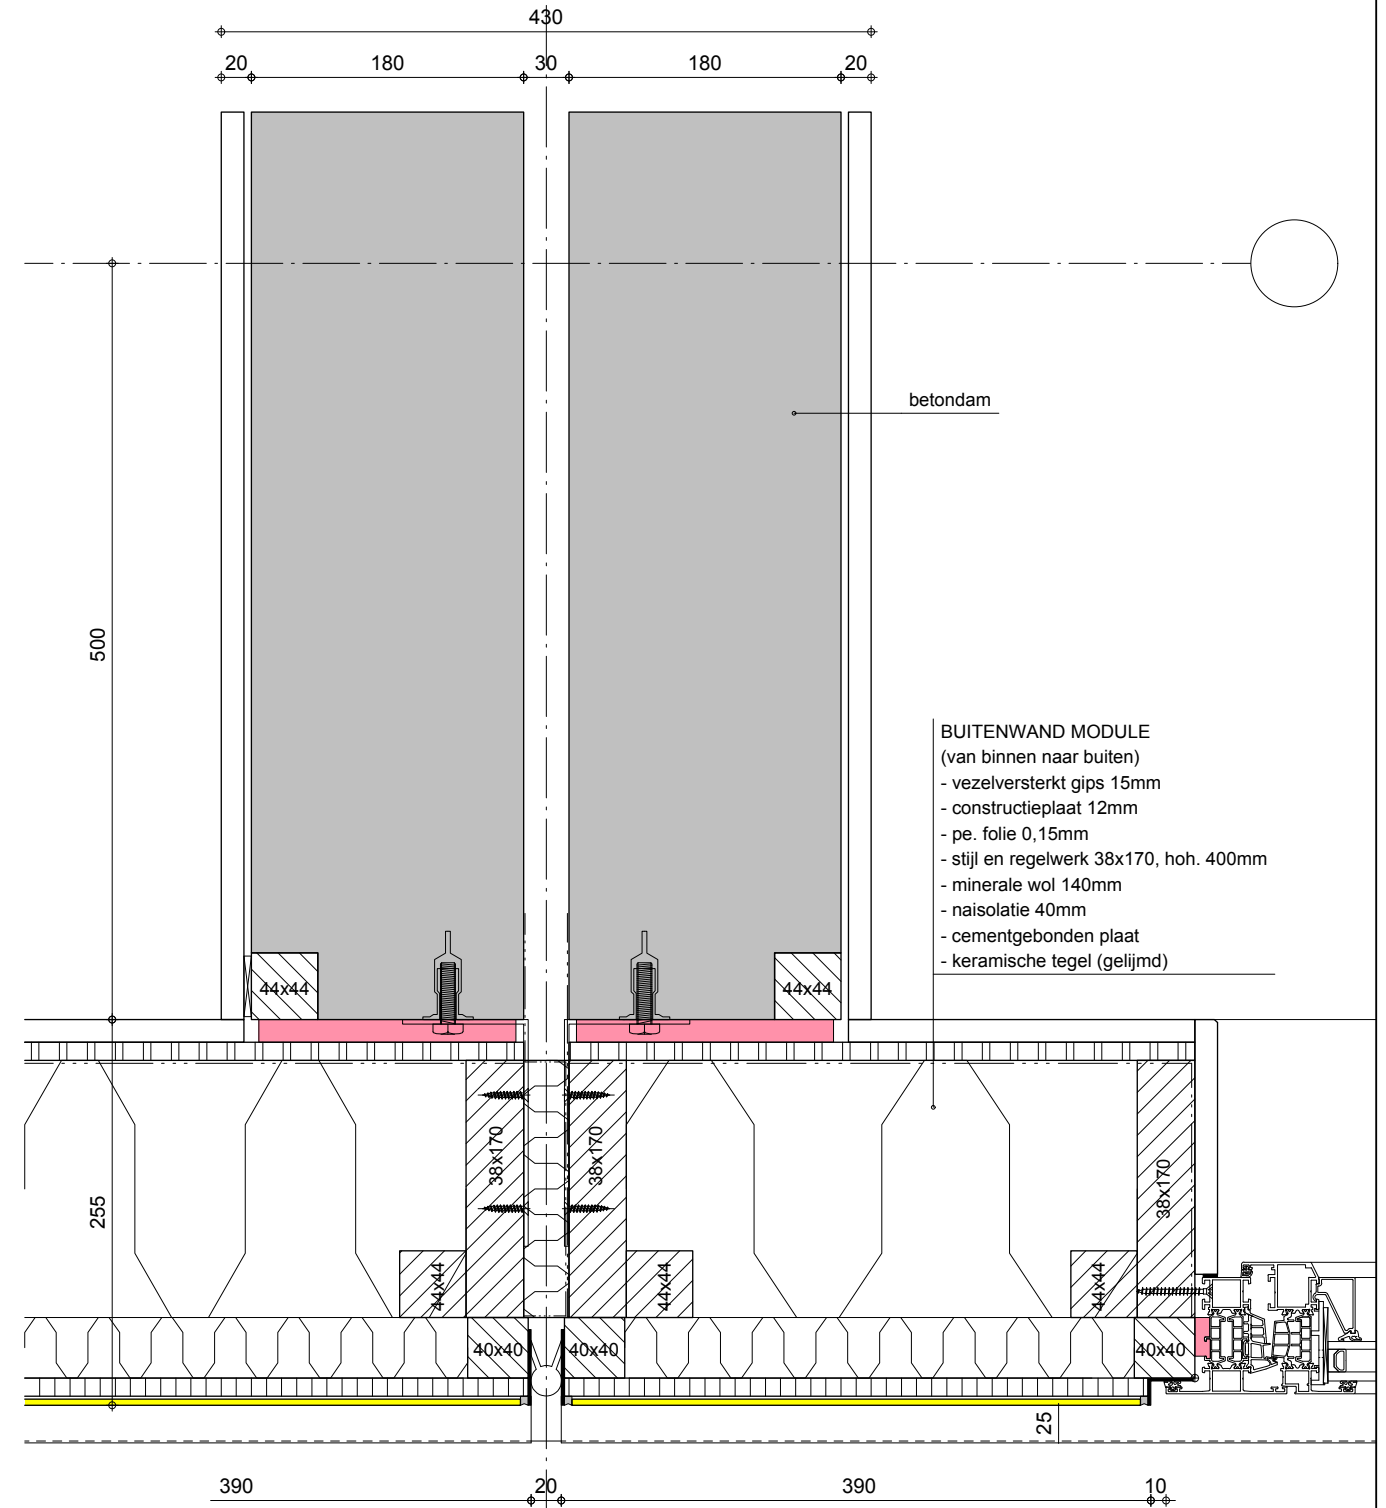 430
20 180 30 180 20
betondam
500
BUITENWAND MODULE
(van binnen naar buiten)
- vezelversterkt gips 15mm
- constructieplaat 12mm
- pe. folie 0,15mm
- stijl en regelwerk 38x170, hoh. 400mm
- minerale wol 140mm
- naisolatie 40mm
- cementgebonden plaat
- keramische tegel (gelijmd)
44x44 44x44
38x170 38x170 38x170
255
44x44 44x44 44x44
40x40 40x40 40x40
25
390 20 390 10